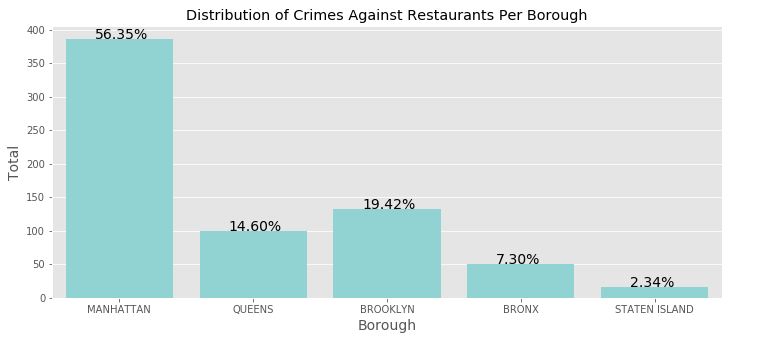 Distribution of Crimes Against Restaurants Per Borough
400
350
300
250
200
150
100
50
0
Total
56.35%
14.60%
19.42%
7.30%
2.34%
MANHATTAN
QUEENS
BROOKLYN
BRONX
STATEN ISLAND
Borough